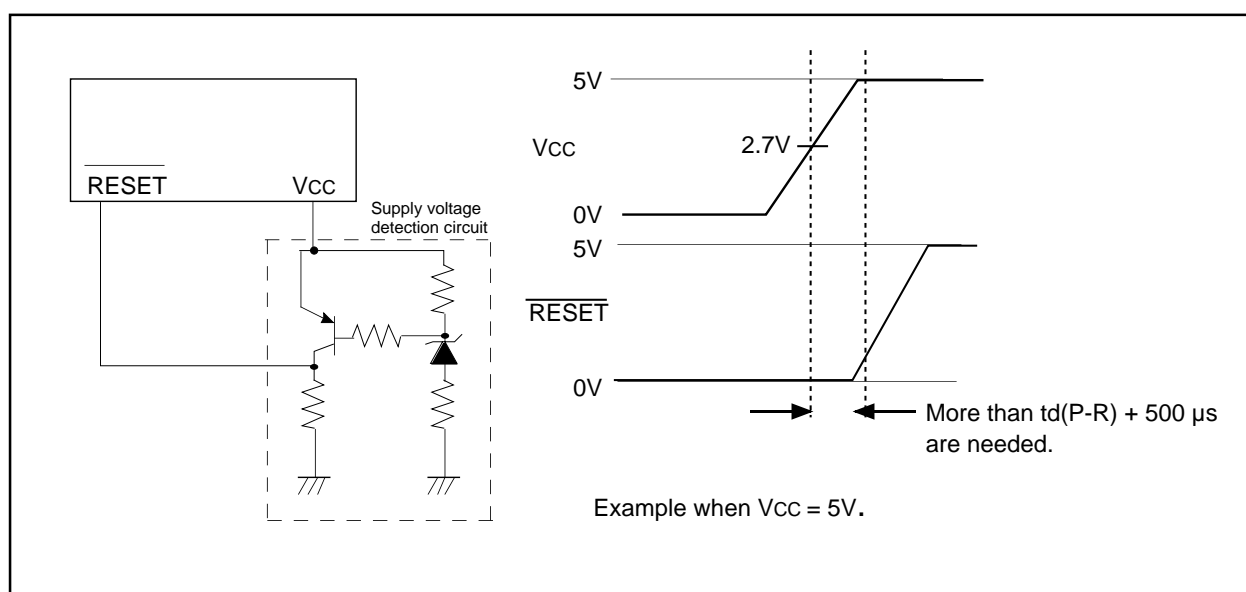 RESET
VCC
Supply voltage
detection circuit
5V
VCC
2.7V
0V
5V
RESET
0V
More than td(P-R) + 500 µs
are needed.
Example when VCC = 5V.